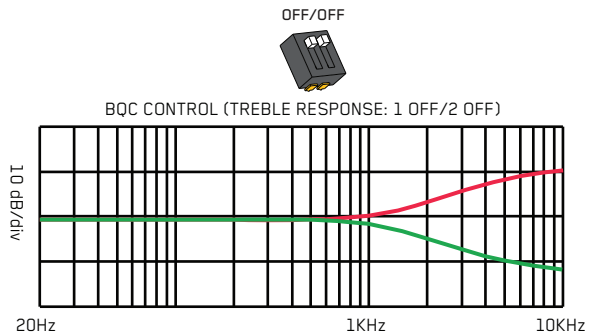 OFF/OFF
BQC CONTROL (TREBLE RESPONSE: 1 OFF/2 OFF)
10 dB/div
20Hz 1KHz 10KHz